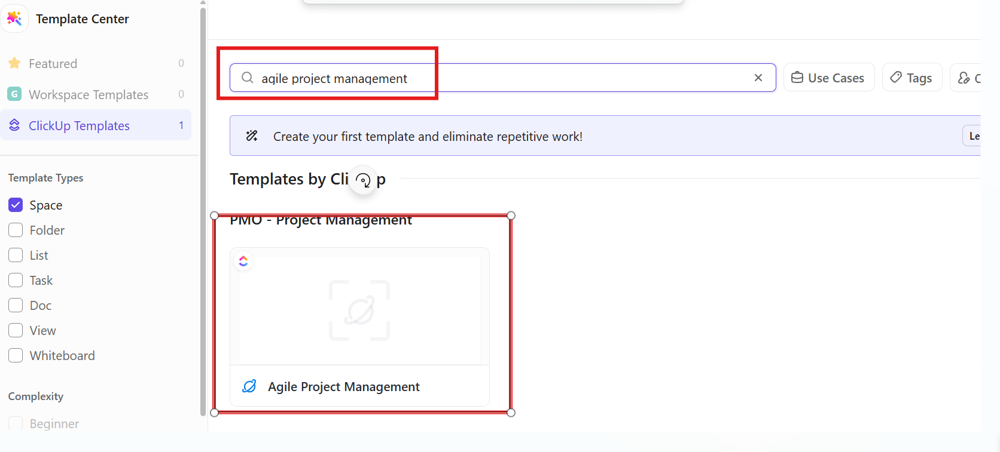 Template Center
Featured 0
G Workspace Templates 0
ClickUp Templates 1
Template Types
Space
Folder
List
Task
Doc
View
Whiteboard
Complexity
Beginner
agile project management
Use Cases
Tags
Create your first template and eliminate repetitive work!
Le
Templates by Cli p
PMO - Project Management
Agile Project Management